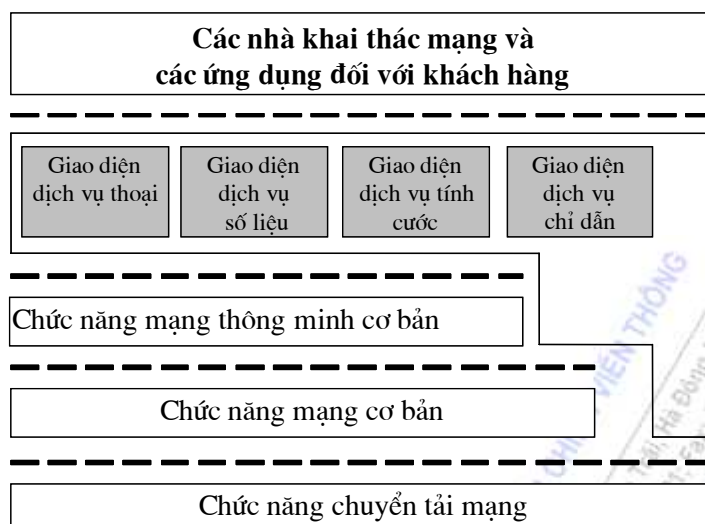 Các nhà khai thác mạng và
các ứng dụng đối với khách hàng
Giao diện
dịch vụ thoại
Giao diện
dịch vụ
số liệu
Giao diện
dịch vụ tính
cước
Giao diện
dịch vụ
chỉ dẫn
Chức năng mạng thông minh cơ bản
Chức năng mạng cơ bản
Chức năng chuyển tải mạng
VIỄN THÔNG